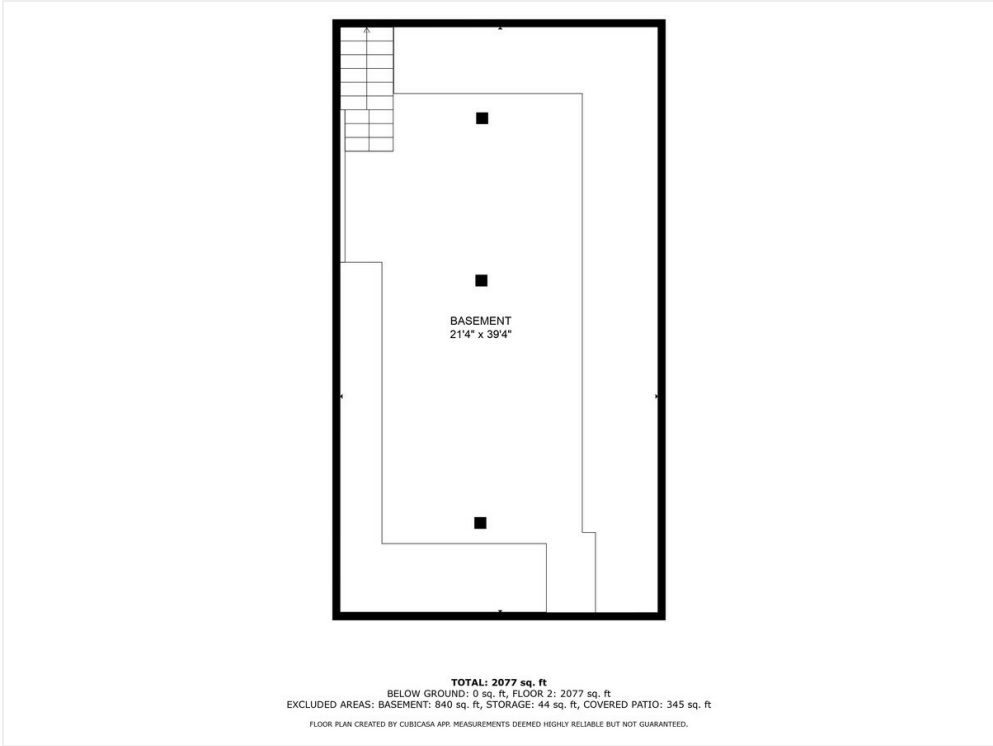 BASEMENT
21'4" x 39'4"
TOTAL: 2077 sq. ft
BELOW GROUND: 0 sq. ft, FLOOR 2: 2077 sq. ft
EXCLUDED AREAS: BASEMENT: 840 sq. ft, STORAGE: 44 sq. ft, COVERED PATIO: 345 sq. ft
FLOOR PLAN CREATED BY CUBICASA APP. MEASUREMENTS DEEMED HIGHLY RELIABLE BUT NOT GUARANTEED.